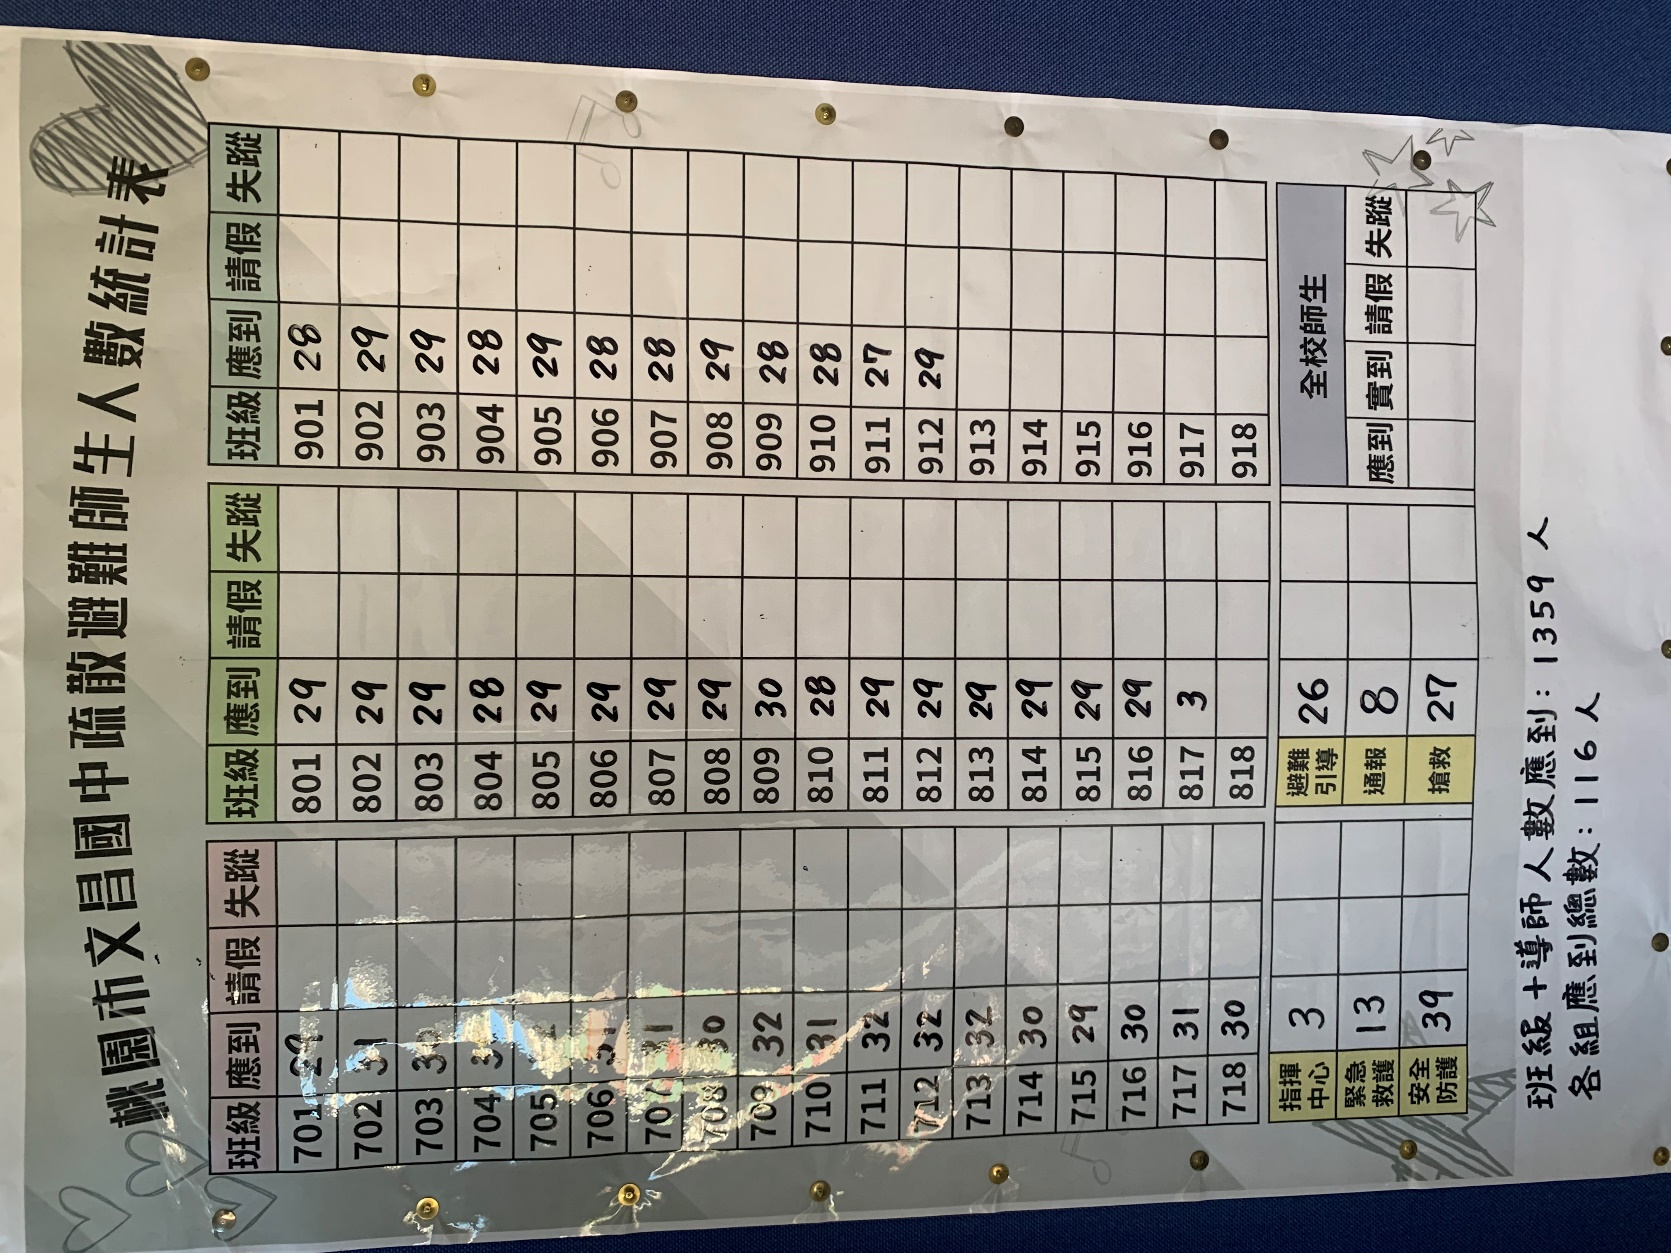 桃園市文昌國中疏散避難師生人數統計表
班級 應到 請假 失蹤 班級 應到 請假 失蹤 班級 應到 請假 失蹤
701 29 801 29 901 28
702 31 802 29 902 29
703 803 29 903 29
704 804 28 904 28
705 805 29 905 29
706 31 806 29 906 28
707 31 807 29 907 28
708 30 808 29 908 29
709 32 809 30 909 28
710 31 810 28 910 28
711 32 811 29 911 27
712 32 812 29 912 29
713 32 813 29 913
714 30 814 29 914
715 29 815 29 915
716 30 816 29 916
717 31 817 3 917
718 30 818 918
指揮中心 3 避難引導 26 全校師生
緊急救護 13 通報 8 應到 實到 請假 失蹤
安全防護 39 搶救 27
班級+導師人數應到:1359人
各組應到總數:116人